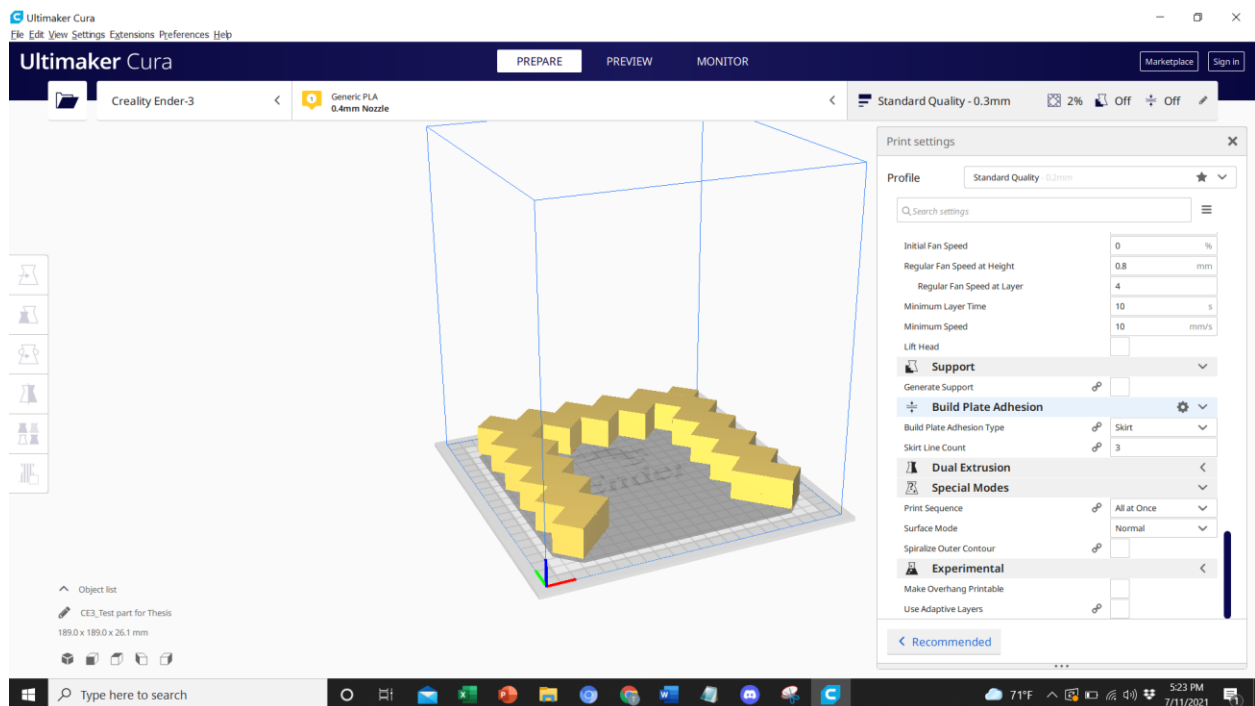 Ultimaker Cura
File Edit View Settings Extensions Preferences Help
Ultimaker Cura
PREPARE PREVIEW MONITOR
Marketplace Sign in
Creality Ender-3
1 Generic PLA
0.4mm Nozzle
Standard Quality - 0.3mm 2% Off Off
Print settings
Profile Standard Quality 0.2mm
Search settings
Initial Fan Speed 0 %
Regular Fan Speed at Height 0.8 mm
Regular Fan Speed at Layer 4
Minimum Layer Time 10 s
Minimum Speed 10 mm/s
Lift Head
Support
Generate Support
Build Plate Adhesion
Build Plate Adhesion Type Skirt
Skirt Line Count 3
Dual Extrusion
Special Modes
Print Sequence All at Once
Surface Mode Normal
Spiralize Outer Contour
Experimental
Make Overhang Printable
Use Adaptive Layers
Recommended
Object list
CE3_Test part for Thesis
189.0 x 189.0 x 26.1 mm
Type here to search
71°F
5:23 PM
7/11/2021